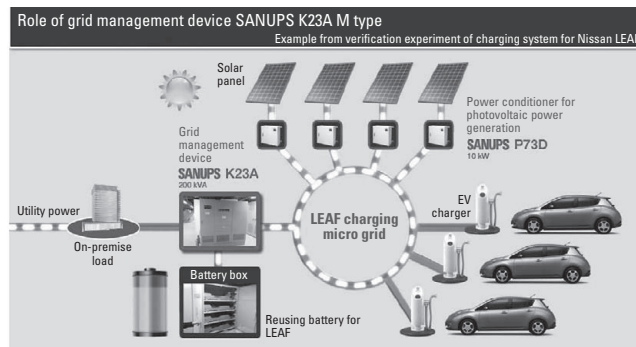 Role of grid management device SANUPS K23A M type
Example from verification experiment of charging system for Nissan LEAF
Solar
panel
Power conditioner for
photovoltaic power
generation
SANUPS P73D
10 kW
Grid
management
device
SANUPS K23A
200 kVA
Utility power
LEAF charging
micro grid
EV
charger
On-premise
load
Battery box
Reusing battery for
LEAF